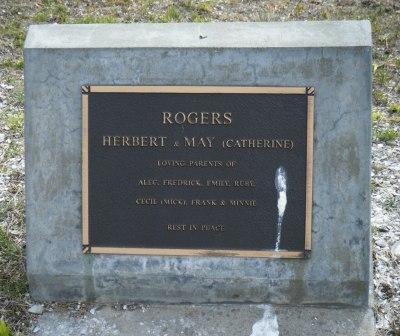 ROGERS
HERBERT & MAY (CATHERINE)
LOVING PARENTS OF
ALEC, FREDRICK, EMILY, RUBY,
CECIL (MICK), FRANK & MINNIE
REST IN PEACE